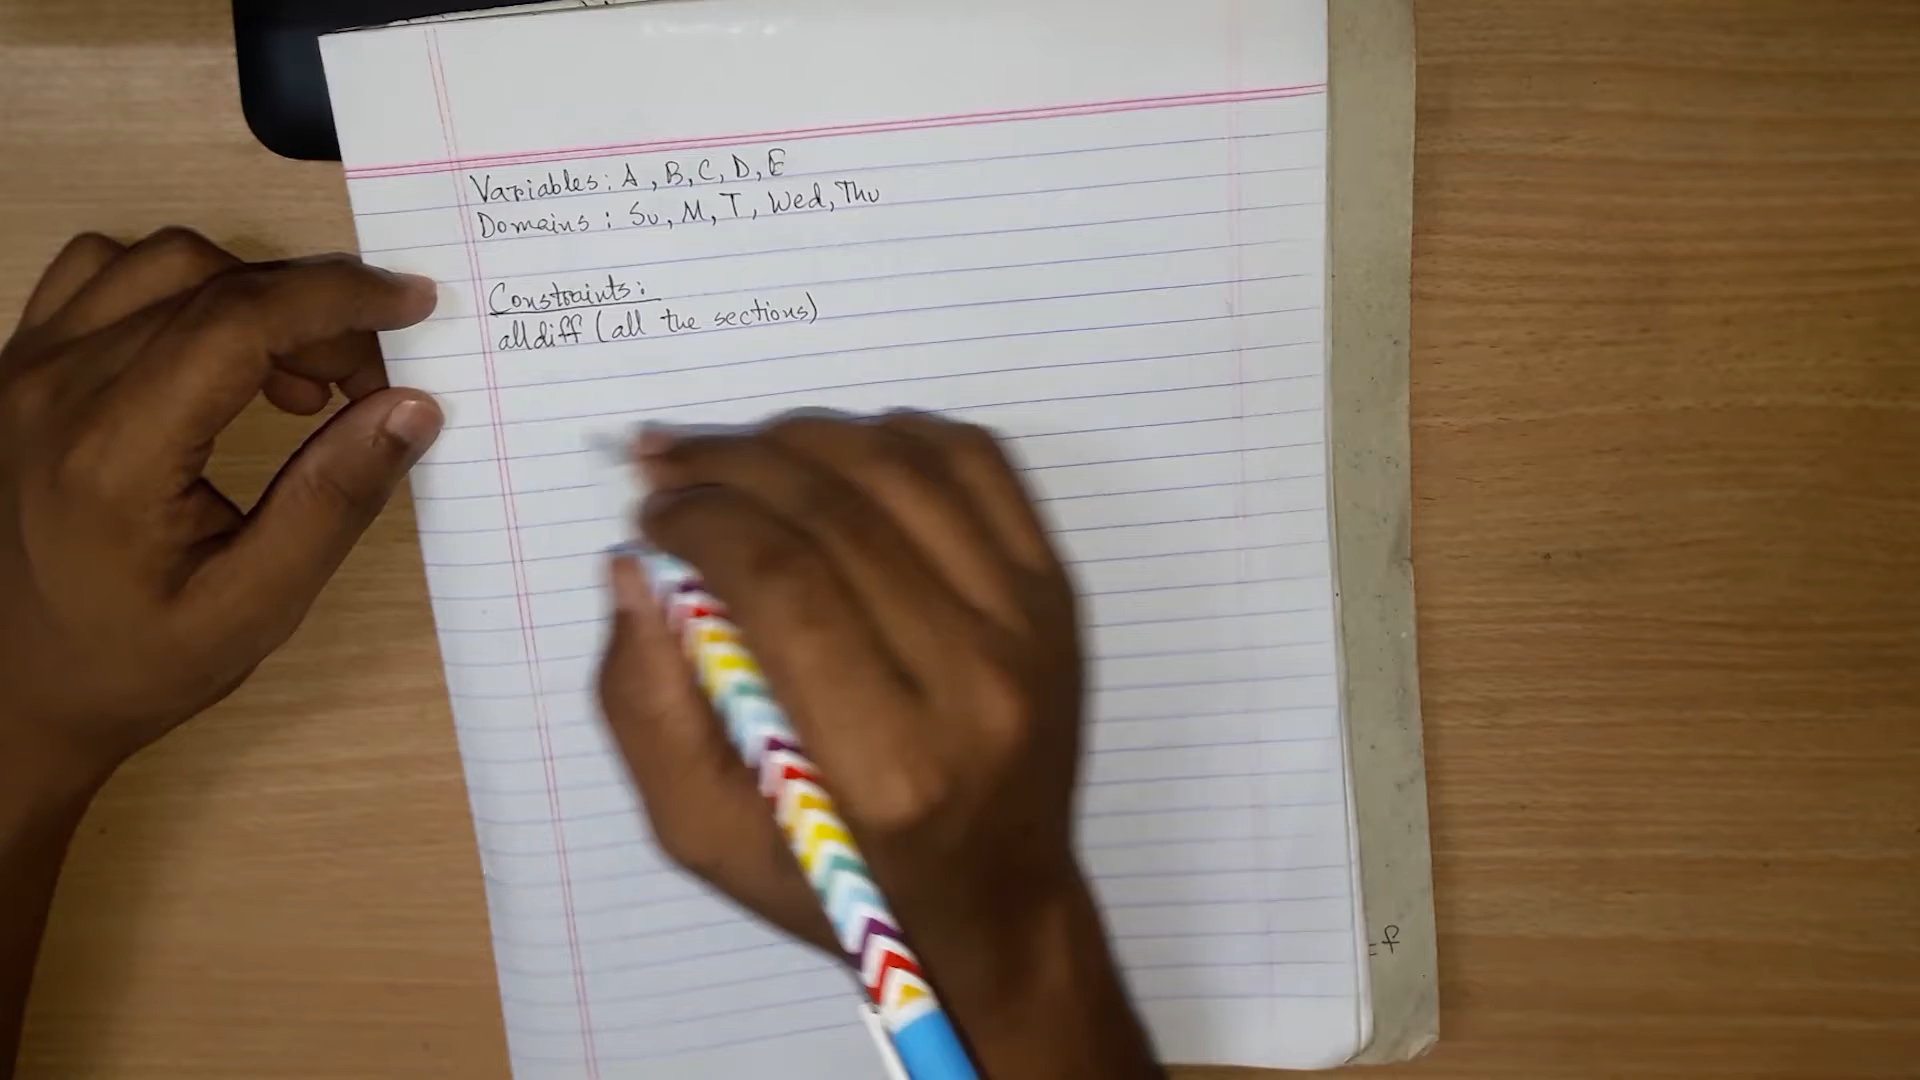 Variables: A, B, C, D, E
Domains: Su, M, T, Wed, Thu
Constraints:
alldiff (all the sections)
=f